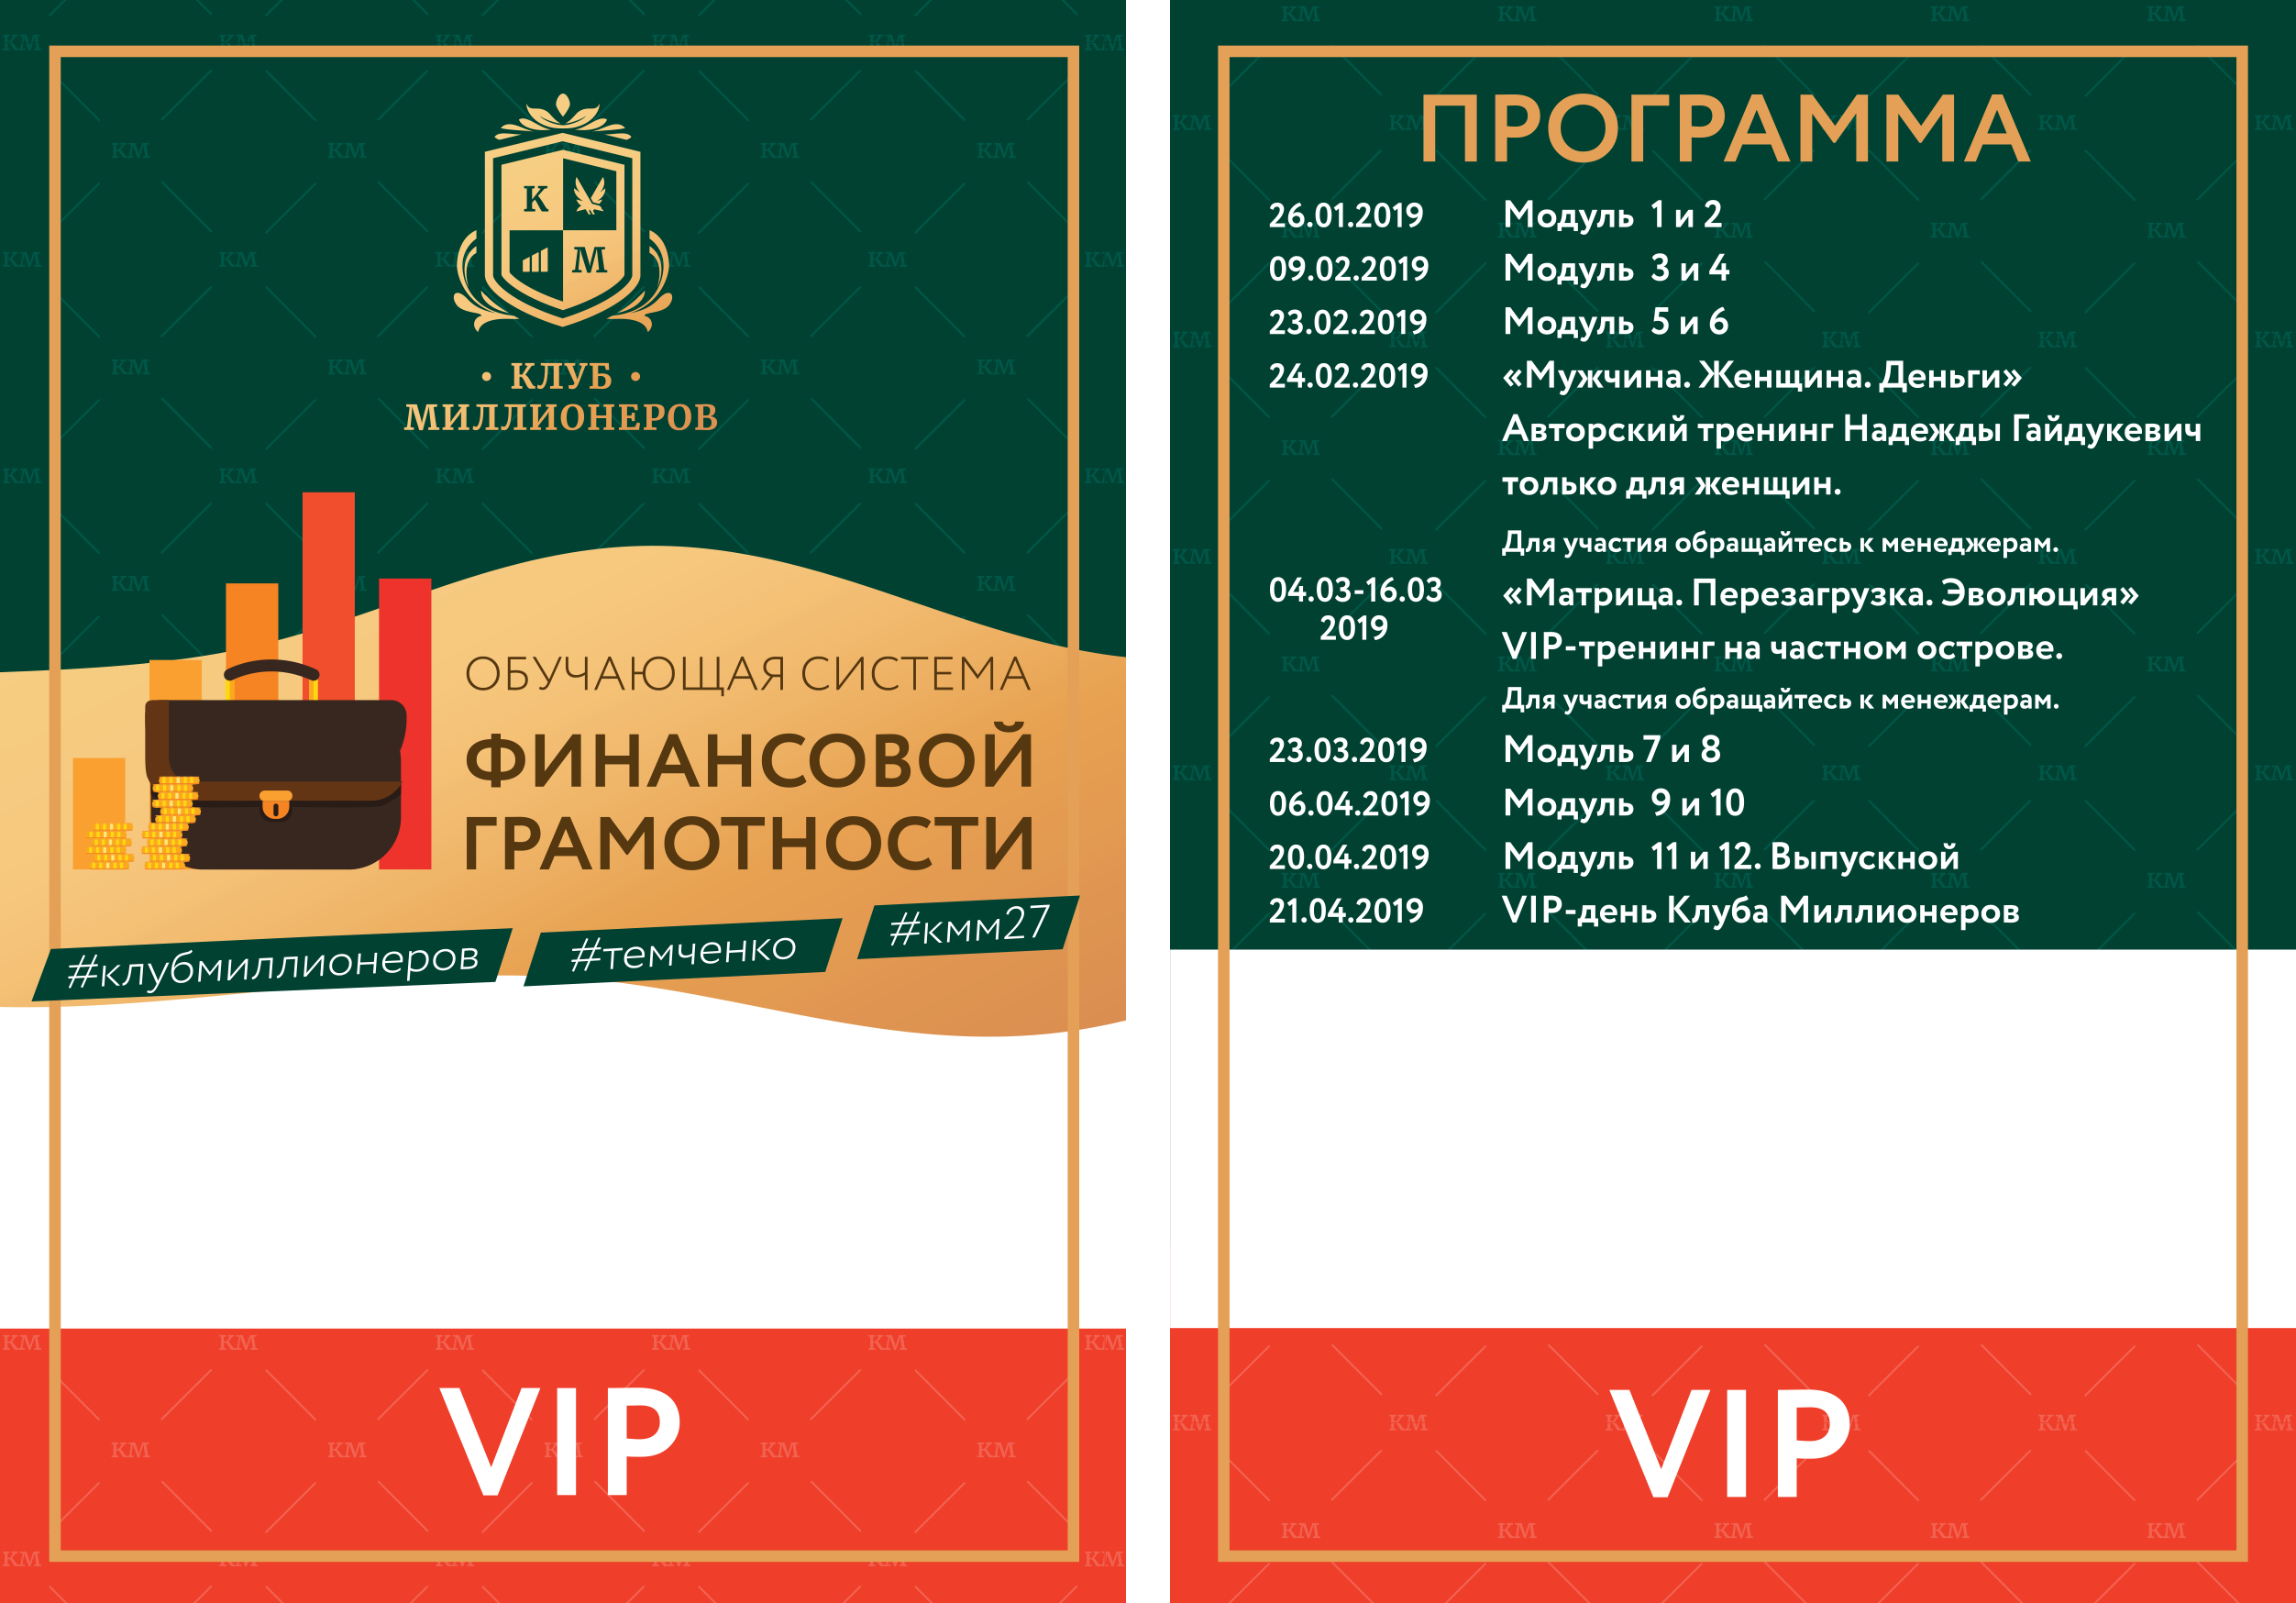 К
М
• КЛУБ •
МИЛЛИОНЕРОВ
ОБУЧАЮЩАЯ СИСТЕМА
ФИНАНСОВОЙ
ГРАМОТНОСТИ
#клубмиллионеров #темченко #кмм27
VIP
ПРОГРАММА
26.01.2019 Модуль 1 и 2
09.02.2019 Модуль 3 и 4
23.02.2019 Модуль 5 и 6
24.02.2019 «Мужчина. Женщина. Деньги»
Авторский тренинг Надежды Гайдукевич
только для женщин.
Для участия обращайтесь к менеджерам.
04.03-16.03 «Матрица. Перезагрузка. Эволюция»
2019
VIP-тренинг на частном острове.
Для участия обращайтесь к менеждерам.
23.03.2019 Модуль 7 и 8
06.04.2019 Модуль 9 и 10
20.04.2019 Модуль 11 и 12. Выпускной
21.04.2019 VIP-день Клуба Миллионеров
VIP